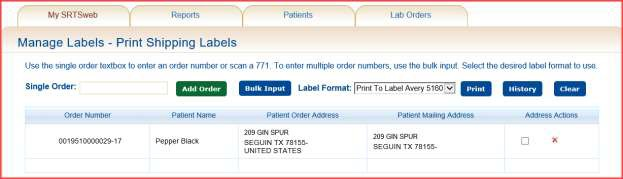 My SRTSweb Reports Patients Lab Orders
Manage Labels - Print Shipping Labels
Use the single order textbox to enter an order number or scan a 771. To enter multiple order numbers, use the bulk input. Select the desired label format to use.
Single Order: Add Order Bulk Input Label Format: Print To Label Avery 5160 Print History Clear
Order Number Patient Name Patient Order Address Patient Mailing Address Address Actions
0019510000029-17 Pepper Black
209 GIN SPUR
SEGUIN TX 78155-
UNITED STATES
209 GIN SPUR
SEGUIN TX 78155-